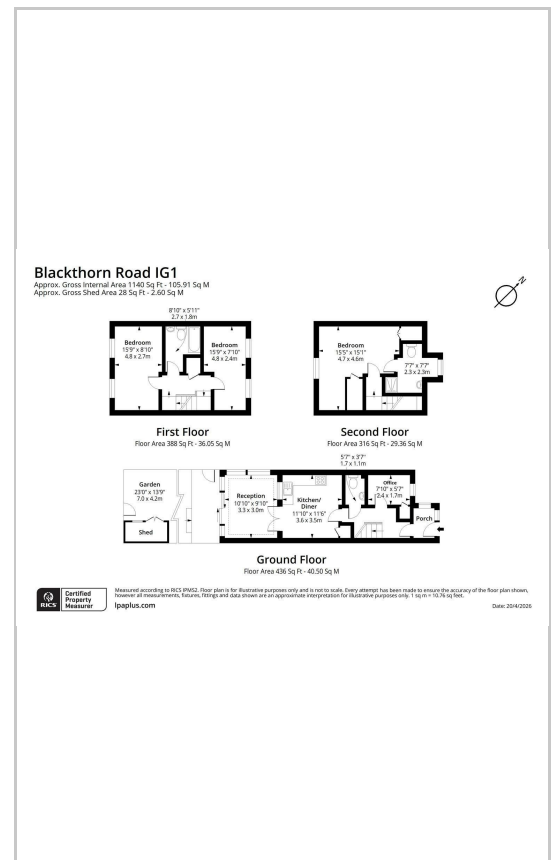 Blackthorn Road IG1
Approx. Gross Internal Area 1140 Sq Ft - 105.91 Sq M
Approx. Gross Shed Area 28 Sq Ft - 2.60 Sq M
N
8'10" x 5'11"
2.7 x 1.8m
Bedroom
15'9" x 8'10"
4.8 x 2.7m
Bedroom
15'9" x 7'10"
4.8 x 2.4m
First Floor
Floor Area 388 Sq Ft - 36.05 Sq M
Bedroom
15'5" x 15'1"
4.7 x 4.6m
7'7" x 7'7"
2.3 x 2.3m
Second Floor
Floor Area 316 Sq Ft - 29.36 Sq M
5'7" x 3'7"
1.7 x 1.1m
Garden
23'0" x 13'9"
7.0 x 4.2m
Shed
Reception
10'10" x 9'10"
3.3 x 3.0m
Kitchen/
Diner
11'10" x 11'6"
3.6 x 3.5m
Office
7'10" x 5'7"
2.4 x 1.7m
Porch
Ground Floor
Floor Area 436 Sq Ft - 40.50 Sq M
RICS
Certified
Property
Measurer
Measured according to RICS IPMS2. Floor plan is for illustrative purposes only and is not to scale. Every attempt has been made to ensure the accuracy of the floor plan shown,
however all measurements, fixtures, fittings and data shown are an approximate interpretation for illustrative purposes only. 1 sq m = 10.76 sq feet.
lpaplus.com
Date: 20/4/2026